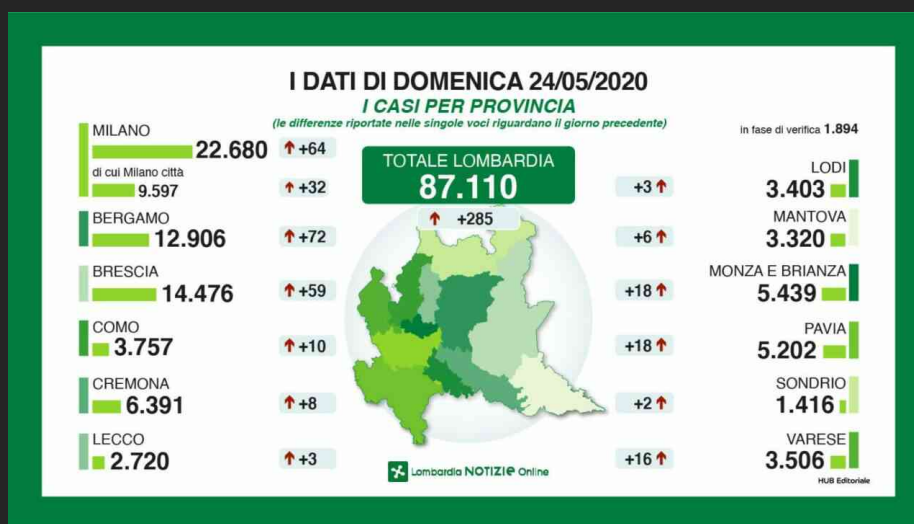 I DATI DI DOMENICA 24/05/2020
I CASI PER PROVINCIA
(le differenze riportate nelle singole voci riguardano il giorno precedente)
in fase di verifica 1.894
MILANO
22.680 +64
di cui Milano città
9.597 +32
BERGAMO
12.906 +72
BRESCIA
14.476 +59
COMO
3.757 +10
CREMONA
6.391 +8
LECCO
2.720 +3
TOTALE LOMBARDIA
87.110
+285
LODI
+3 3.403
MANTOVA
+6 3.320
MONZA E BRIANZA
+18 5.439
PAVIA
+18 5.202
SONDRIO
+2 1.416
VARESE
+16 3.506
Lombardia NOTIZIE Online
HUB Editoriale